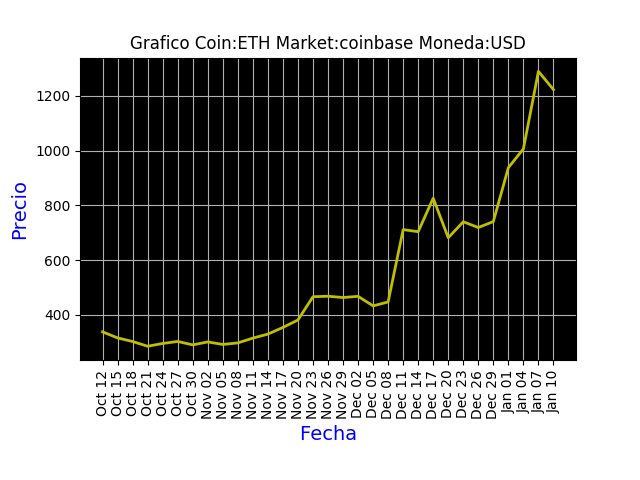 Grafico Coin:ETH Market:coinbase Moneda:USD
1200
1000
800
600
400
Precio
Oct 12
Oct 15
Oct 18
Oct 21
Oct 24
Oct 27
Oct 30
Nov 02
Nov 05
Nov 08
Nov 11
Nov 14
Nov 17
Nov 20
Nov 23
Nov 26
Nov 29
Dec 02
Dec 05
Dec 08
Dec 11
Dec 14
Dec 17
Dec 20
Dec 23
Dec 26
Dec 29
Jan 01
Jan 04
Jan 07
Jan 10
Fecha